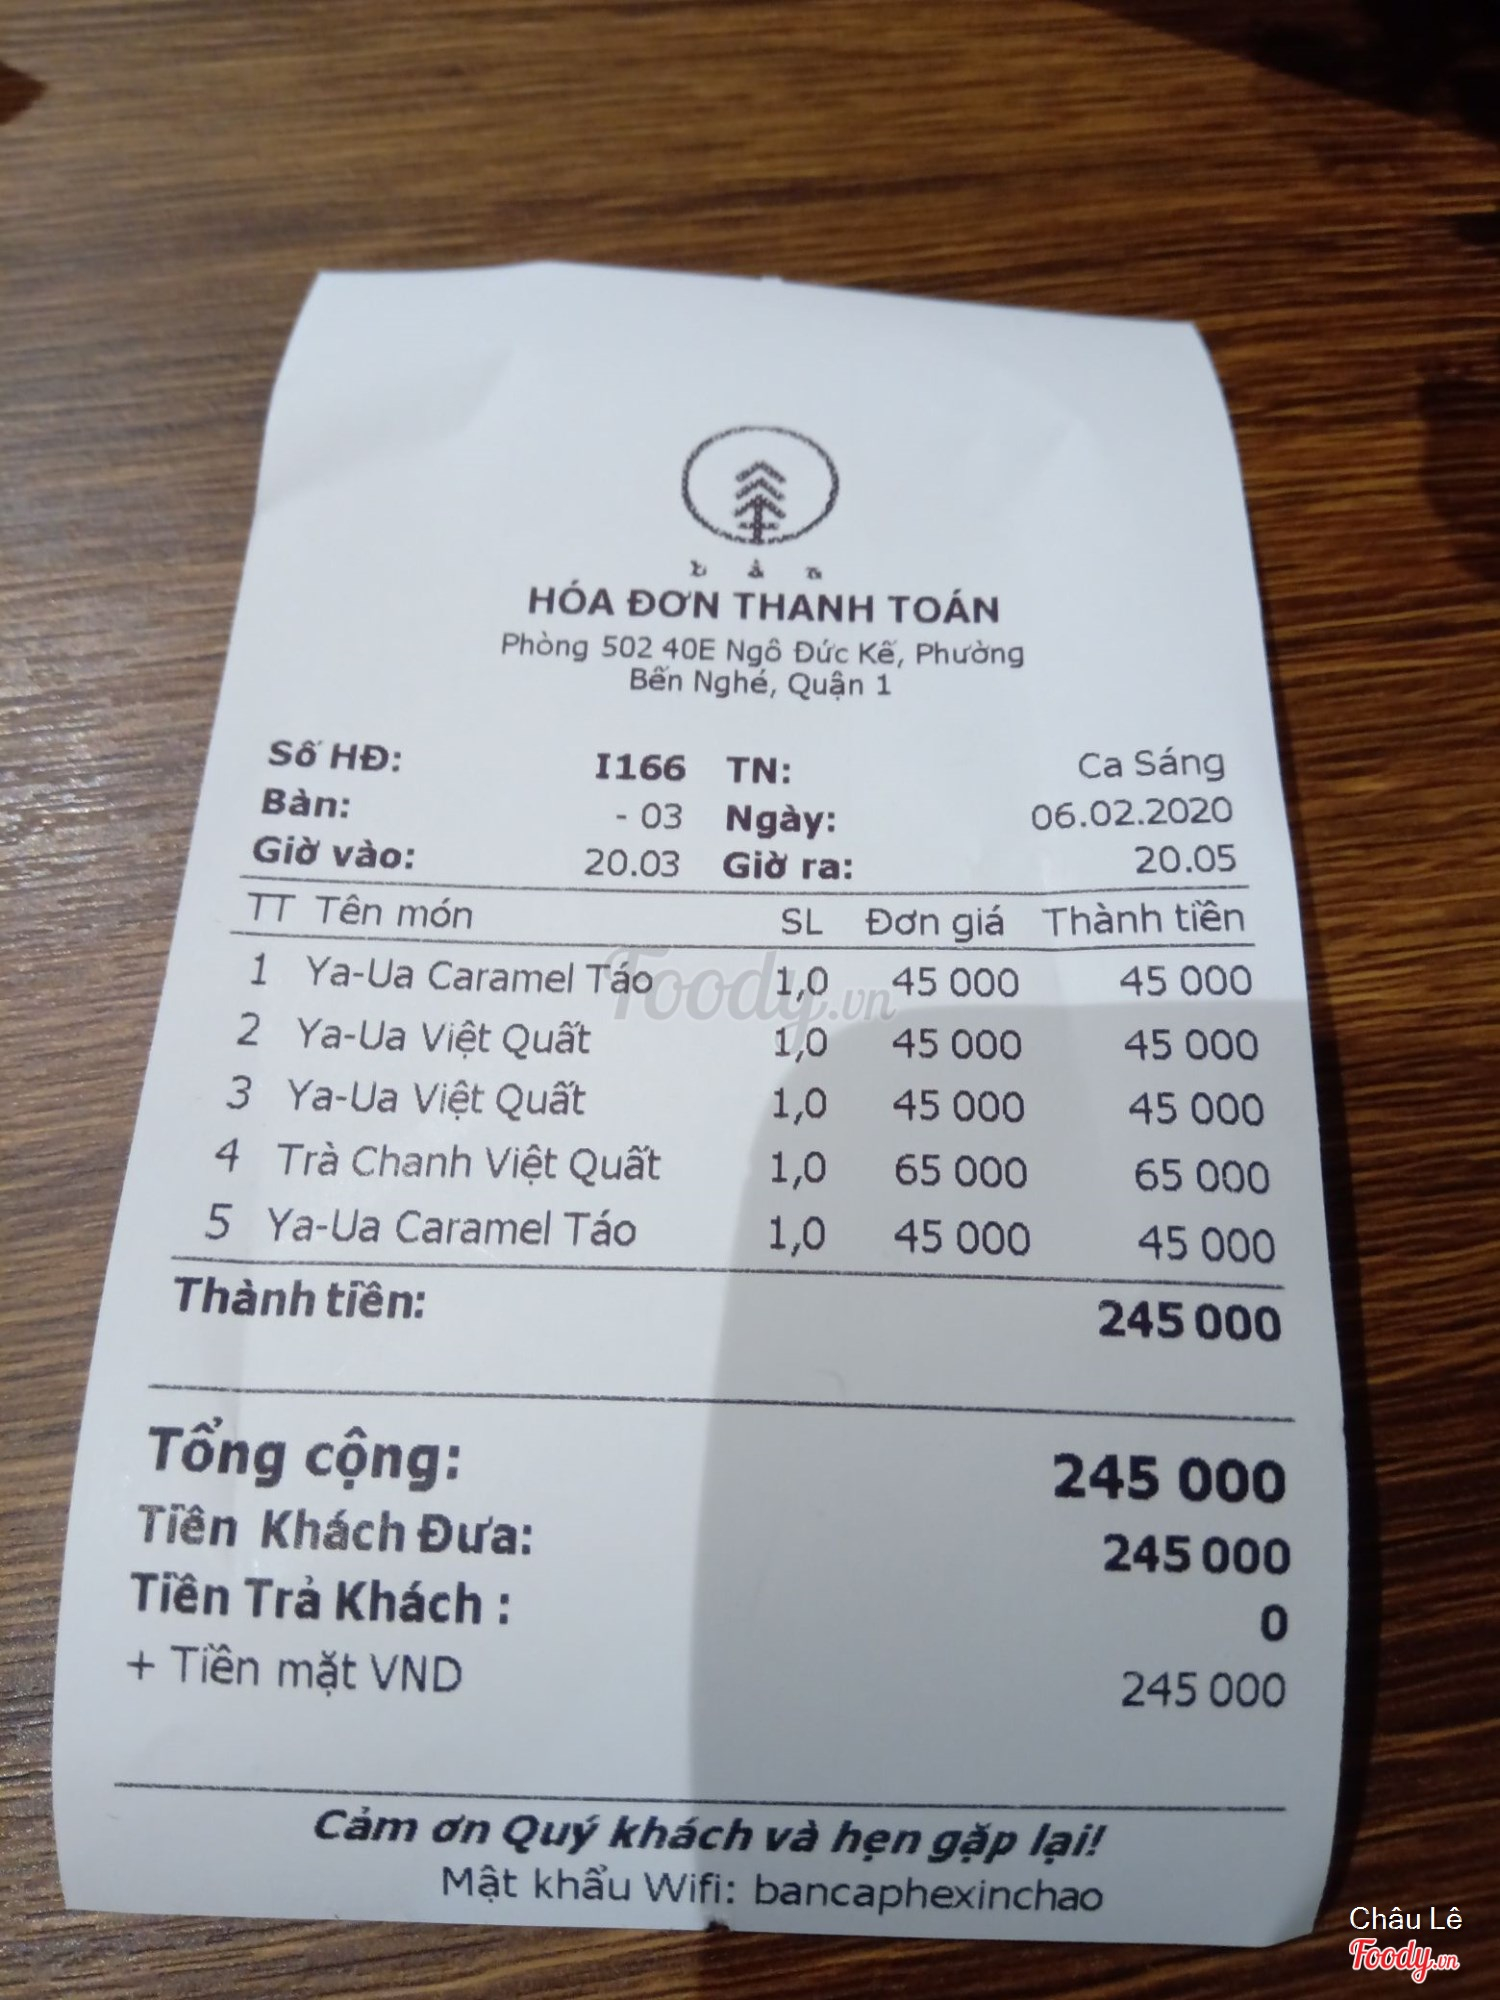 bản
HÓA ĐƠN THANH TOÁN
Phòng 502 40E Ngô Đức Kế, Phường
Bến Nghé, Quận 1
Số HĐ: I166 TN: Ca Sáng
Bàn: - 03 Ngày: 06.02.2020
Giờ vào: 20.03 Giờ ra: 20.05
TT Tên món SL Đơn giá Thành tiền
1 Ya-Ua Caramel Táo 1,0 45 000 45 000
2 Ya-Ua Việt Quất 1,0 45 000 45 000
3 Ya-Ua Việt Quất 1,0 45 000 45 000
4 Trà Chanh Việt Quất 1,0 65 000 65 000
5 Ya-Ua Caramel Táo 1,0 45 000 45 000
Thành tiền: 245 000
Tổng cộng: 245 000
Tiền Khách Đưa: 245 000
Tiền Trả Khách : 0
+ Tiền mặt VND 245 000
Cảm ơn Quý khách và hẹn gặp lại!
Mật khẩu Wifi: bancaphexinchao
Foody.vn
Châu Lê
Foody.vn